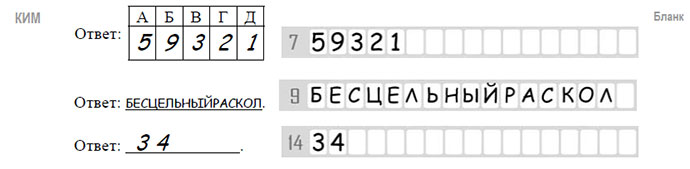 КИМ
Бланк
А Б В Г Д
Ответ: 5 9 3 2 1
7 59321
Ответ: БЕСЦЕЛЬНЫЙРАСКОЛ.
9 БЕСЦЕЛЬНЫЙРАСКОЛ
Ответ: 34.
14 34